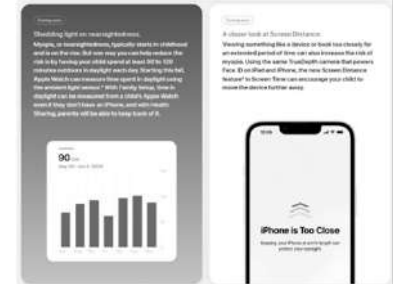 Coming soon
Shedding light on nearsightedness.
Myopia, or nearsightedness, typically starts in childhood
and is on the rise. But one way you can help reduce the
risk is by having your child spend at least 80 to 120
minutes outdoors in daylight each day. Starting this fall,
Apple Watch can measure time spent in daylight using
the ambient light sensor. With Family Setup, time in
daylight can be measured from a child's Apple Watch
even if they don't have an iPhone, and with Health
Sharing, parents will be able to keep track of it.
90
Coming soon
A closer look at Screen Distance.
Viewing something like a device or book too closely for
an extended period of time can also increase the risk of
myopia. Using the same TrueDepth camera that powers
Face ID on iPad and iPhone, the new Screen Distance
feature in Screen Time can encourage your child to
move the device further away.
iPhone is Too Close